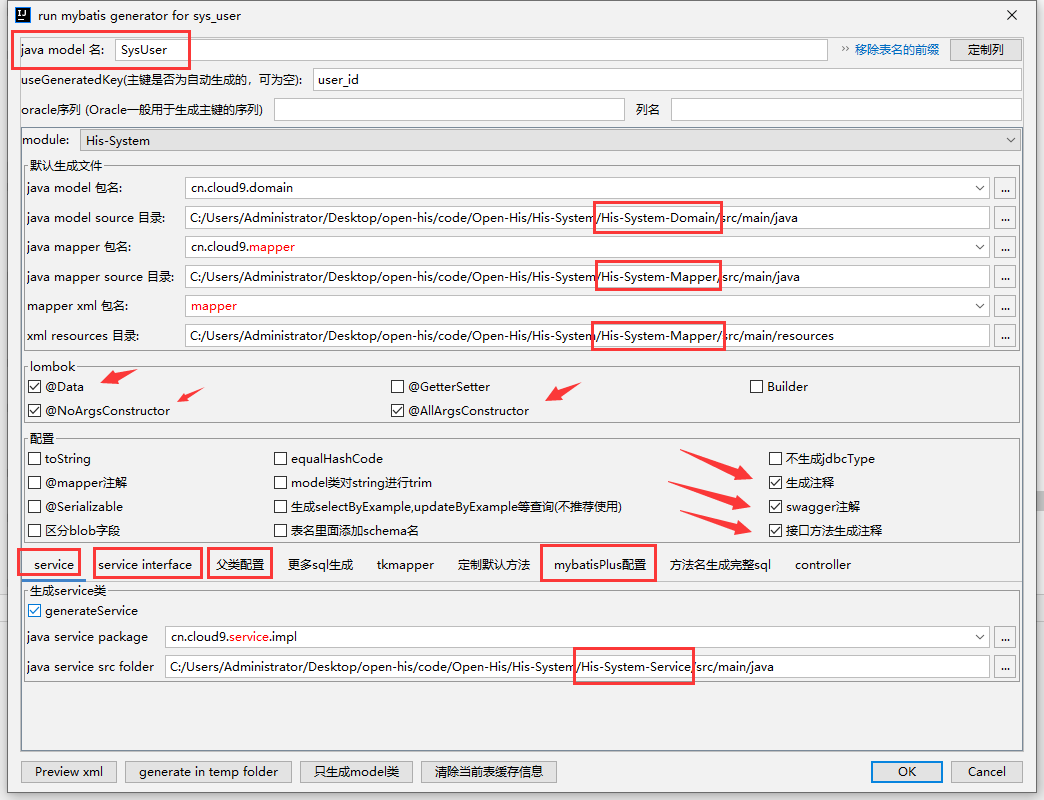 run mybatis generator for sys_user
java model 名: SysUser >> 移除表名的前缀 定制列
useGeneratedKey(主键是否为自动生成的，可为空): user_id
oracle序列 (Oracle一般用于生成主键的序列) 列名
module: His-System
默认生成文件
java model 包名: cn.cloud9.domain ...
java model source 目录: C:/Users/Administrator/Desktop/open-his/code/Open-His/His-System/His-System-Domain/src/main/java ...
java mapper 包名: cn.cloud9.mapper ...
java mapper source 目录: C:/Users/Administrator/Desktop/open-his/code/Open-His/His-System/His-System-Mapper/src/main/java ...
mapper xml 包名: mapper ...
xml resources 目录: C:/Users/Administrator/Desktop/open-his/code/Open-His/His-System/His-System-Mapper/src/main/resources ...
lombok
@Data @GetterSetter Builder
@NoArgsConstructor @AllArgsConstructor
配置
toString equalHashCode 不生成jdbcType
@mapper注解 model类对string进行trim 生成注释
@Serializable 生成selectByExample,updateByExample等查询(不推荐使用) swagger注解
区分blob字段 表名里面添加schema名 接口方法生成注释
service service interface 父类配置 更多sql生成 tkmapper 定制默认方法 mybatisPlus配置 方法名生成完整sql controller
生成service类
generateService
java service package cn.cloud9.service.impl ...
java service src folder C:/Users/Administrator/Desktop/open-his/code/Open-His/His-System/His-System-Service/src/main/java ...
Preview xml generate in temp folder 只生成model类 清除当前表缓存信息 OK Cancel